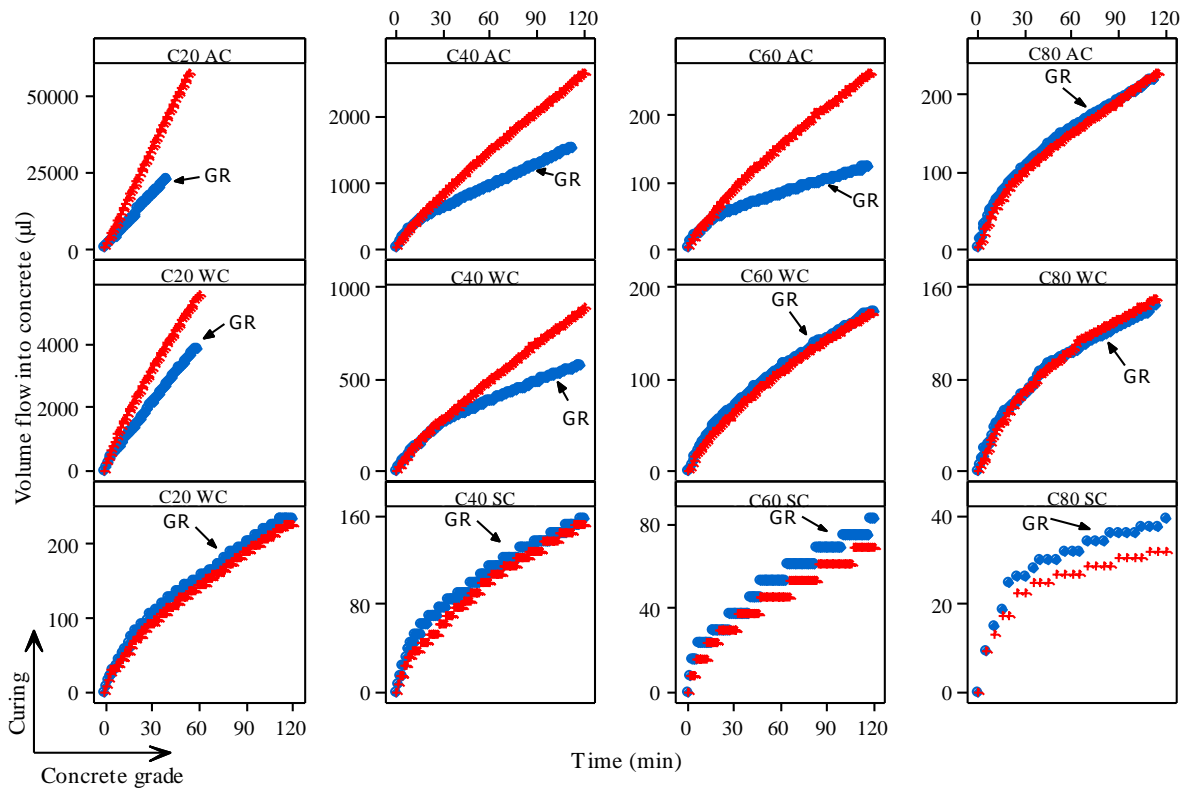 0 30 60 90 120
0 30 60 90 120
C20 AC
C40 AC
C60 AC
C80 AC
50000
25000
0
GR
2000
1000
0
GR
200
100
0
GR
200
100
0
GR
C20 WC
C40 WC
C60 WC
C80 WC
4000
2000
0
GR
1000
500
0
GR
200
100
0
GR
160
80
0
GR
C20 WC
C40 SC
C60 SC
C80 SC
200
100
0
GR
160
80
0
GR
80
40
0
GR
40
20
0
GR
0 30 60 90 120
0 30 60 90 120
Volume flow into concrete (µl)
Curing
Concrete grade
Time (min)